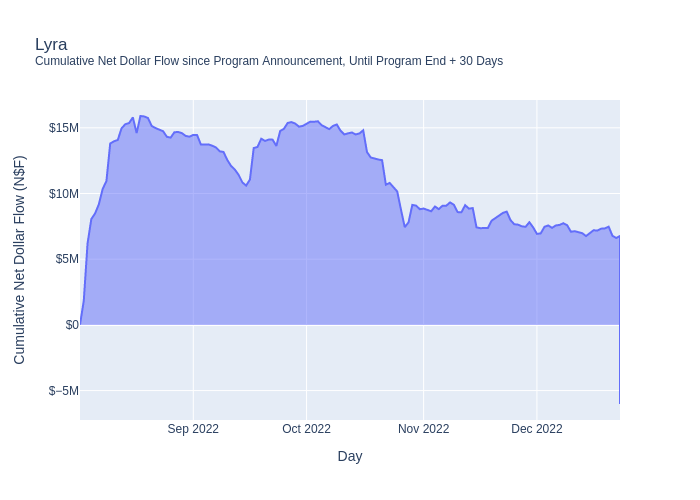 Lyra
Cumulative Net Dollar Flow since Program Announcement, Until Program End + 30 Days
Cumulative Net Dollar Flow (N$F)
$15M
$10M
$5M
$0
$−5M
Sep 2022
Oct 2022
Nov 2022
Dec 2022
Day